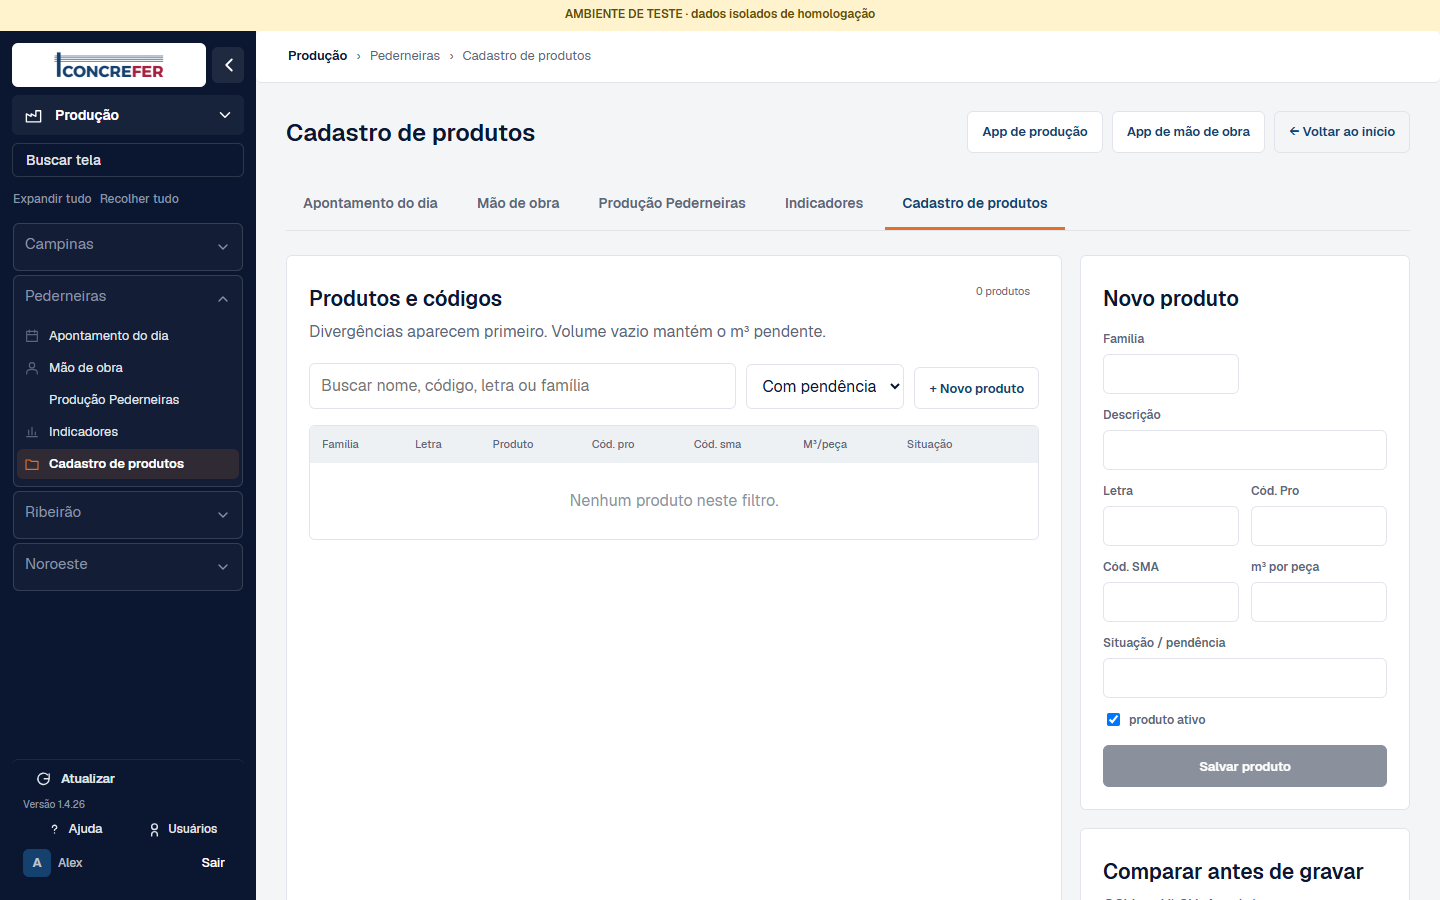 AMBIENTE DE TESTE · dados isolados de homologação
CONCREFER
Produção
Buscar tela
Expandir tudo Recolher tudo
Campinas
Pederneiras
Apontamento do dia
Mão de obra
Produção Pederneiras
Indicadores
Cadastro de produtos
Ribeirão
Noroeste
Atualizar
Versão 1.4.26
? Ajuda Usuários
A Alex Sair
Produção › Pederneiras › Cadastro de produtos
Cadastro de produtos
App de produção App de mão de obra ← Voltar ao início
Apontamento do dia Mão de obra Produção Pederneiras Indicadores Cadastro de produtos
Produtos e códigos
0 produtos
Divergências aparecem primeiro. Volume vazio mantém o m³ pendente.
Buscar nome, código, letra ou família Com pendência + Novo produto
Família Letra Produto Cód. pro Cód. sma M³/peça Situação
Nenhum produto neste filtro.
Novo produto
Família
Descrição
Letra Cód. Pro
Cód. SMA m³ por peça
Situação / pendência
produto ativo
Salvar produto
Comparar antes de gravar